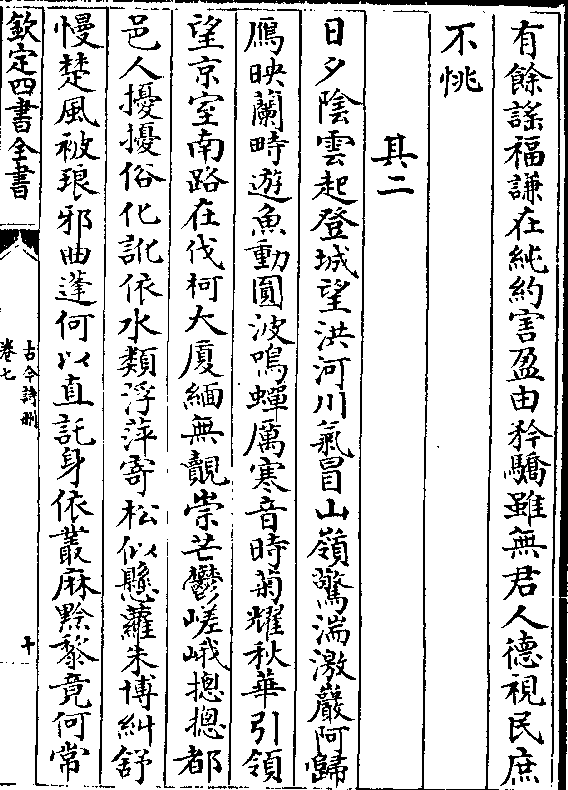 有餘謡福謙在純約害盈由矜驕雖無君人德視民庶
不恌
其二
日夕隂雲起登城望洪河川氣冒山嶺驚湍激巖阿歸
鴈映蘭畤遊魚動圓波鳴蟬厲寒音時菊耀秋華引領
望京室南路在伐柯大厦緬無覿崇芒鬱嵯峨摠摠都
邑人擾擾俗化訛依水類浮萍寄松似懸蘿朱博糾舒
慢楚風被琅邪曲蓬何以直託身依叢麻黥黎竟何常
欽定四庫全書
古今詩刪
卷七
十